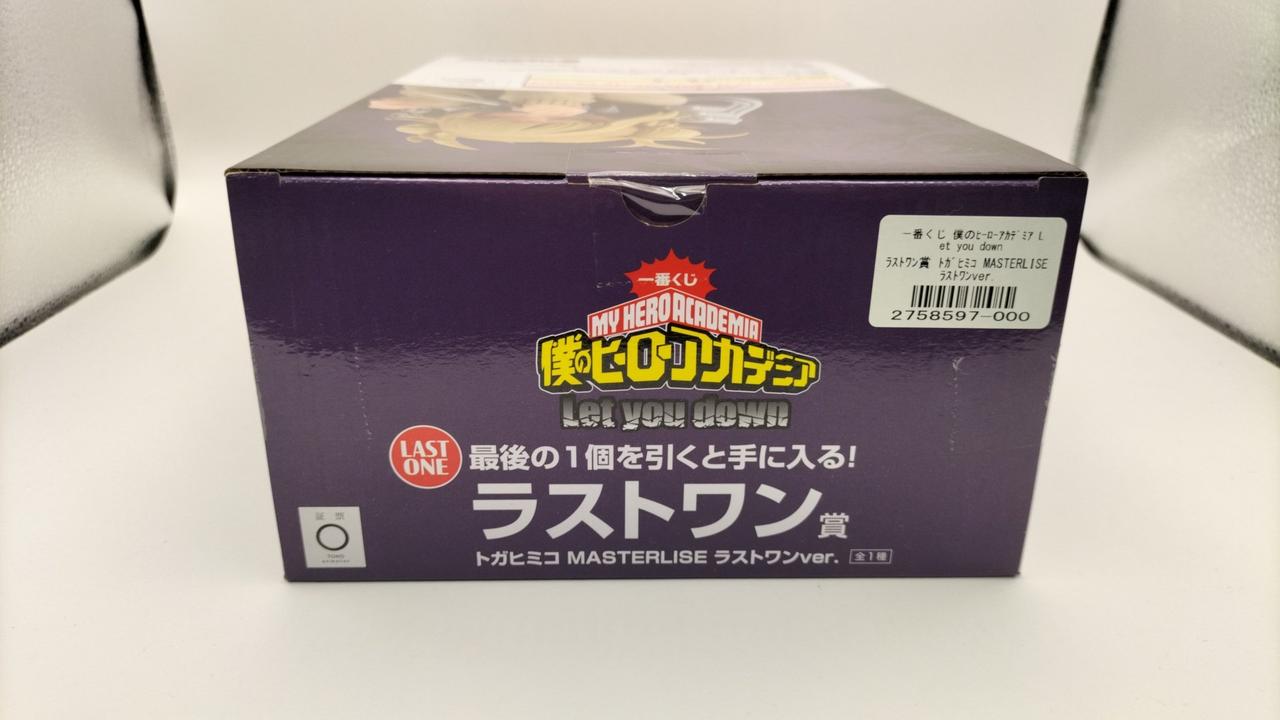 一番くじ 僕のﾋｰﾛｰｱｶﾃﾞﾐｱ L
et you down
ﾗｽﾄﾜﾝ賞 ﾄｶﾞﾋﾐｺ MASTERLISE
ﾗｽﾄﾜﾝver.
2758597-000
一番くじ
MY HERO ACADEMIA
僕のヒーローアカデミア
Let you down
LAST
ONE
最後の1個を引くと手に入る!
ラストワン賞
トガヒミコ MASTERLISE ラストワンver. 全1種
証 票
TOHO
animation